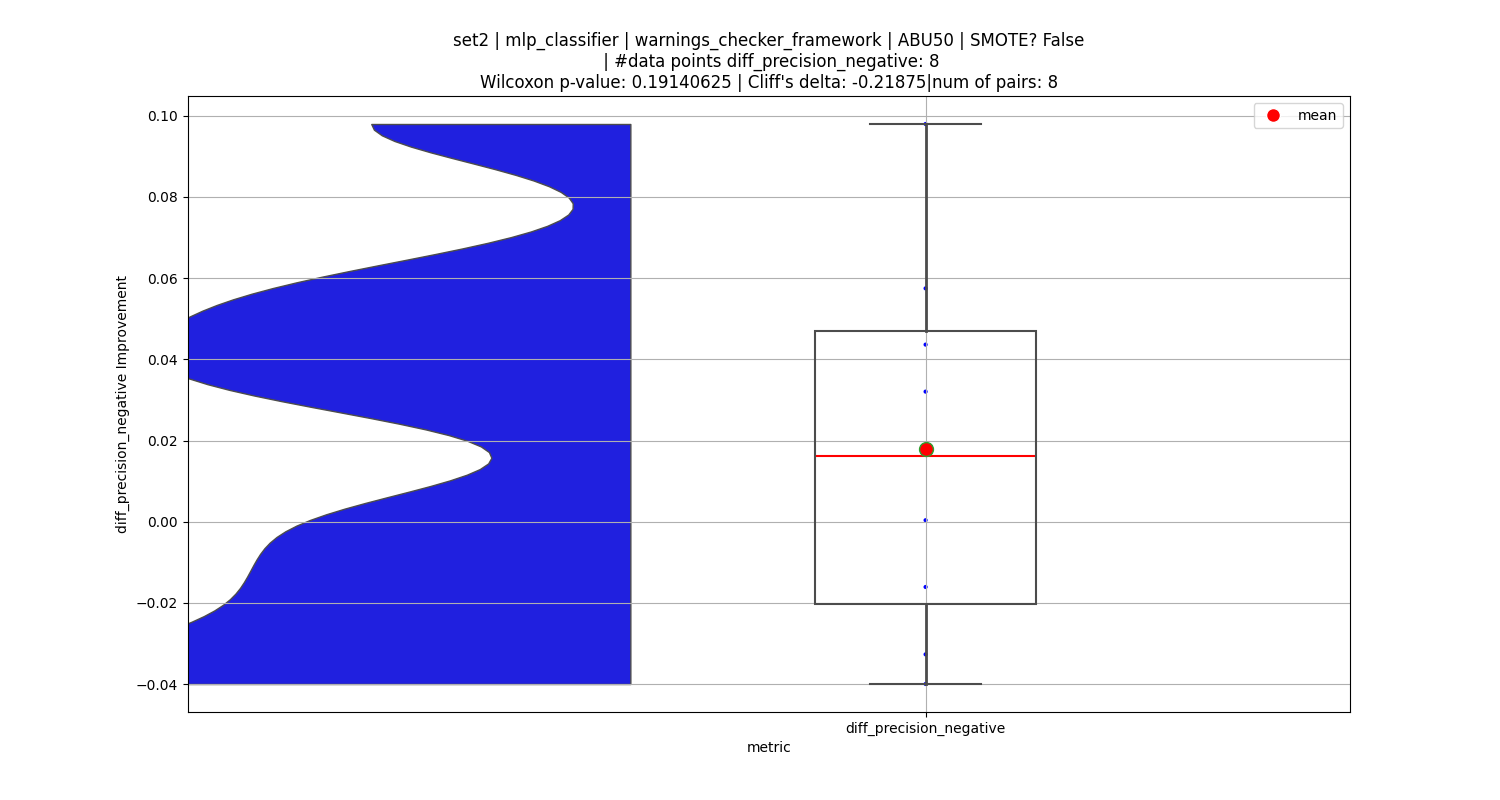 set2 | mlp_classifier | warnings_checker_framework | ABU50 | SMOTE? False
| #data points diff_precision_negative: 8
Wilcoxon p-value: 0.19140625 | Cliff's delta: -0.21875|num of pairs: 8
mean
diff_precision_negative Improvement
0.10
0.08
0.06
0.04
0.02
0.00
−0.02
−0.04
diff_precision_negative
metric